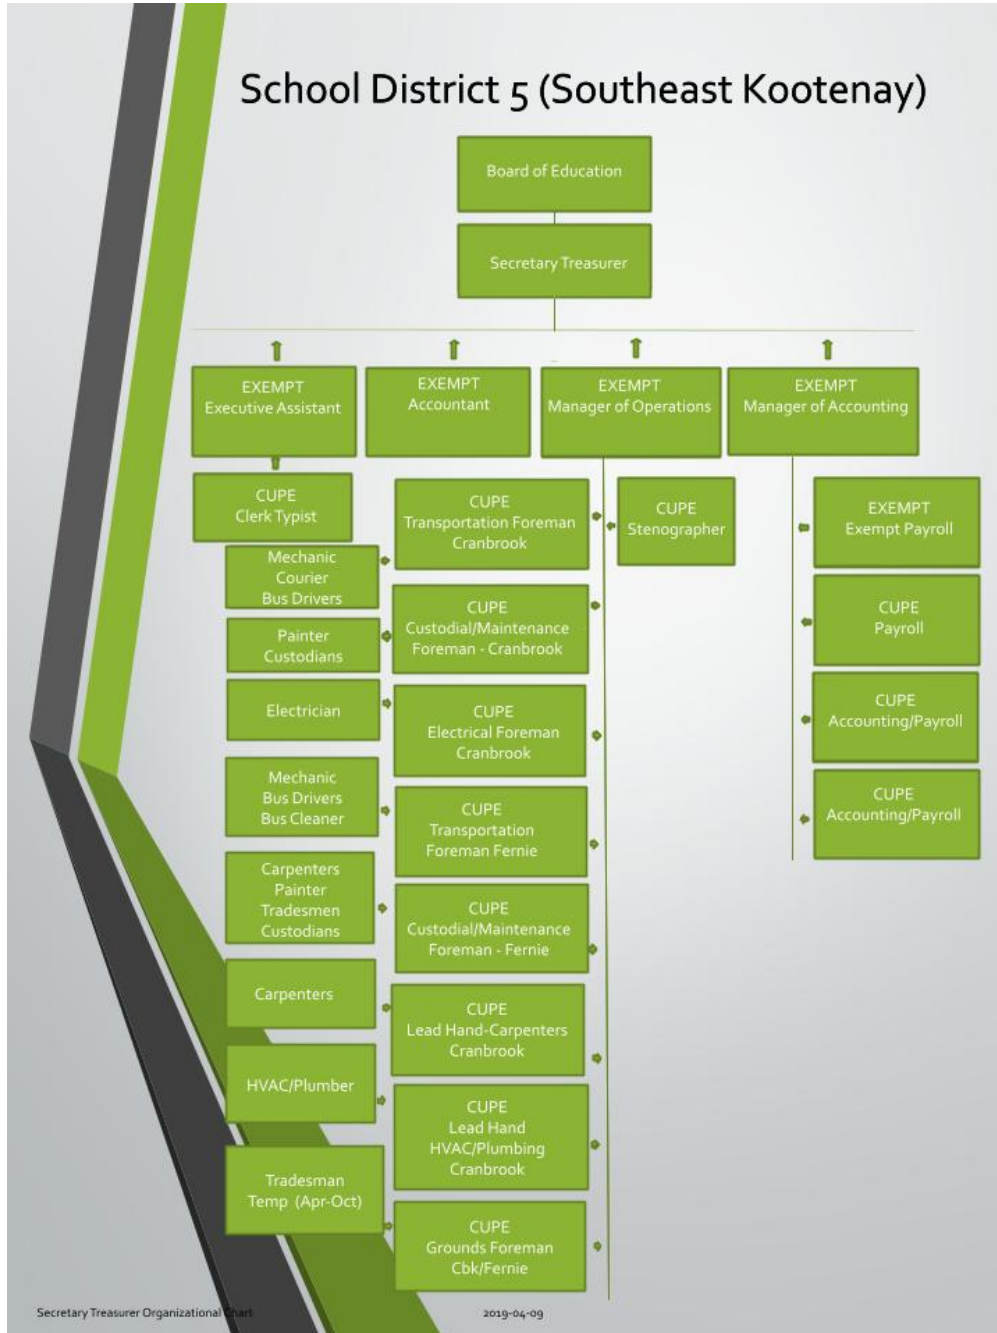 School District 5 (Southeast Kootenay)
Board of Education
Secretary Treasurer
EXEMPT
Executive Assistant
EXEMPT
Accountant
EXEMPT
Manager of Operations
EXEMPT
Manager of Accounting
CUPE
Clerk Typist
CUPE
Transportation Foreman
Cranbrook
CUPE
Stenographer
EXEMPT
Exempt Payroll
Mechanic
Courier
Bus Drivers
CUPE
Custodial/Maintenance
Foreman - Cranbrook
CUPE
Payroll
Painter
Custodians
Electrician
CUPE
Electrical Foreman
Cranbrook
CUPE
Accounting/Payroll
Mechanic
Bus Drivers
Bus Cleaner
CUPE
Transportation
Foreman Fernie
CUPE
Accounting/Payroll
Carpenters
Painter
Tradesmen
Custodians
CUPE
Custodial/Maintenance
Foreman - Fernie
Carpenters
CUPE
Lead Hand-Carpenters
Cranbrook
HVAC/Plumber
CUPE
Lead Hand
HVAC/Plumbing
Cranbrook
Tradesman
Temp (Apr-Oct)
CUPE
Grounds Foreman
Cbk/Fernie
Secretary Treasurer Organizational Chart
2019-04-09